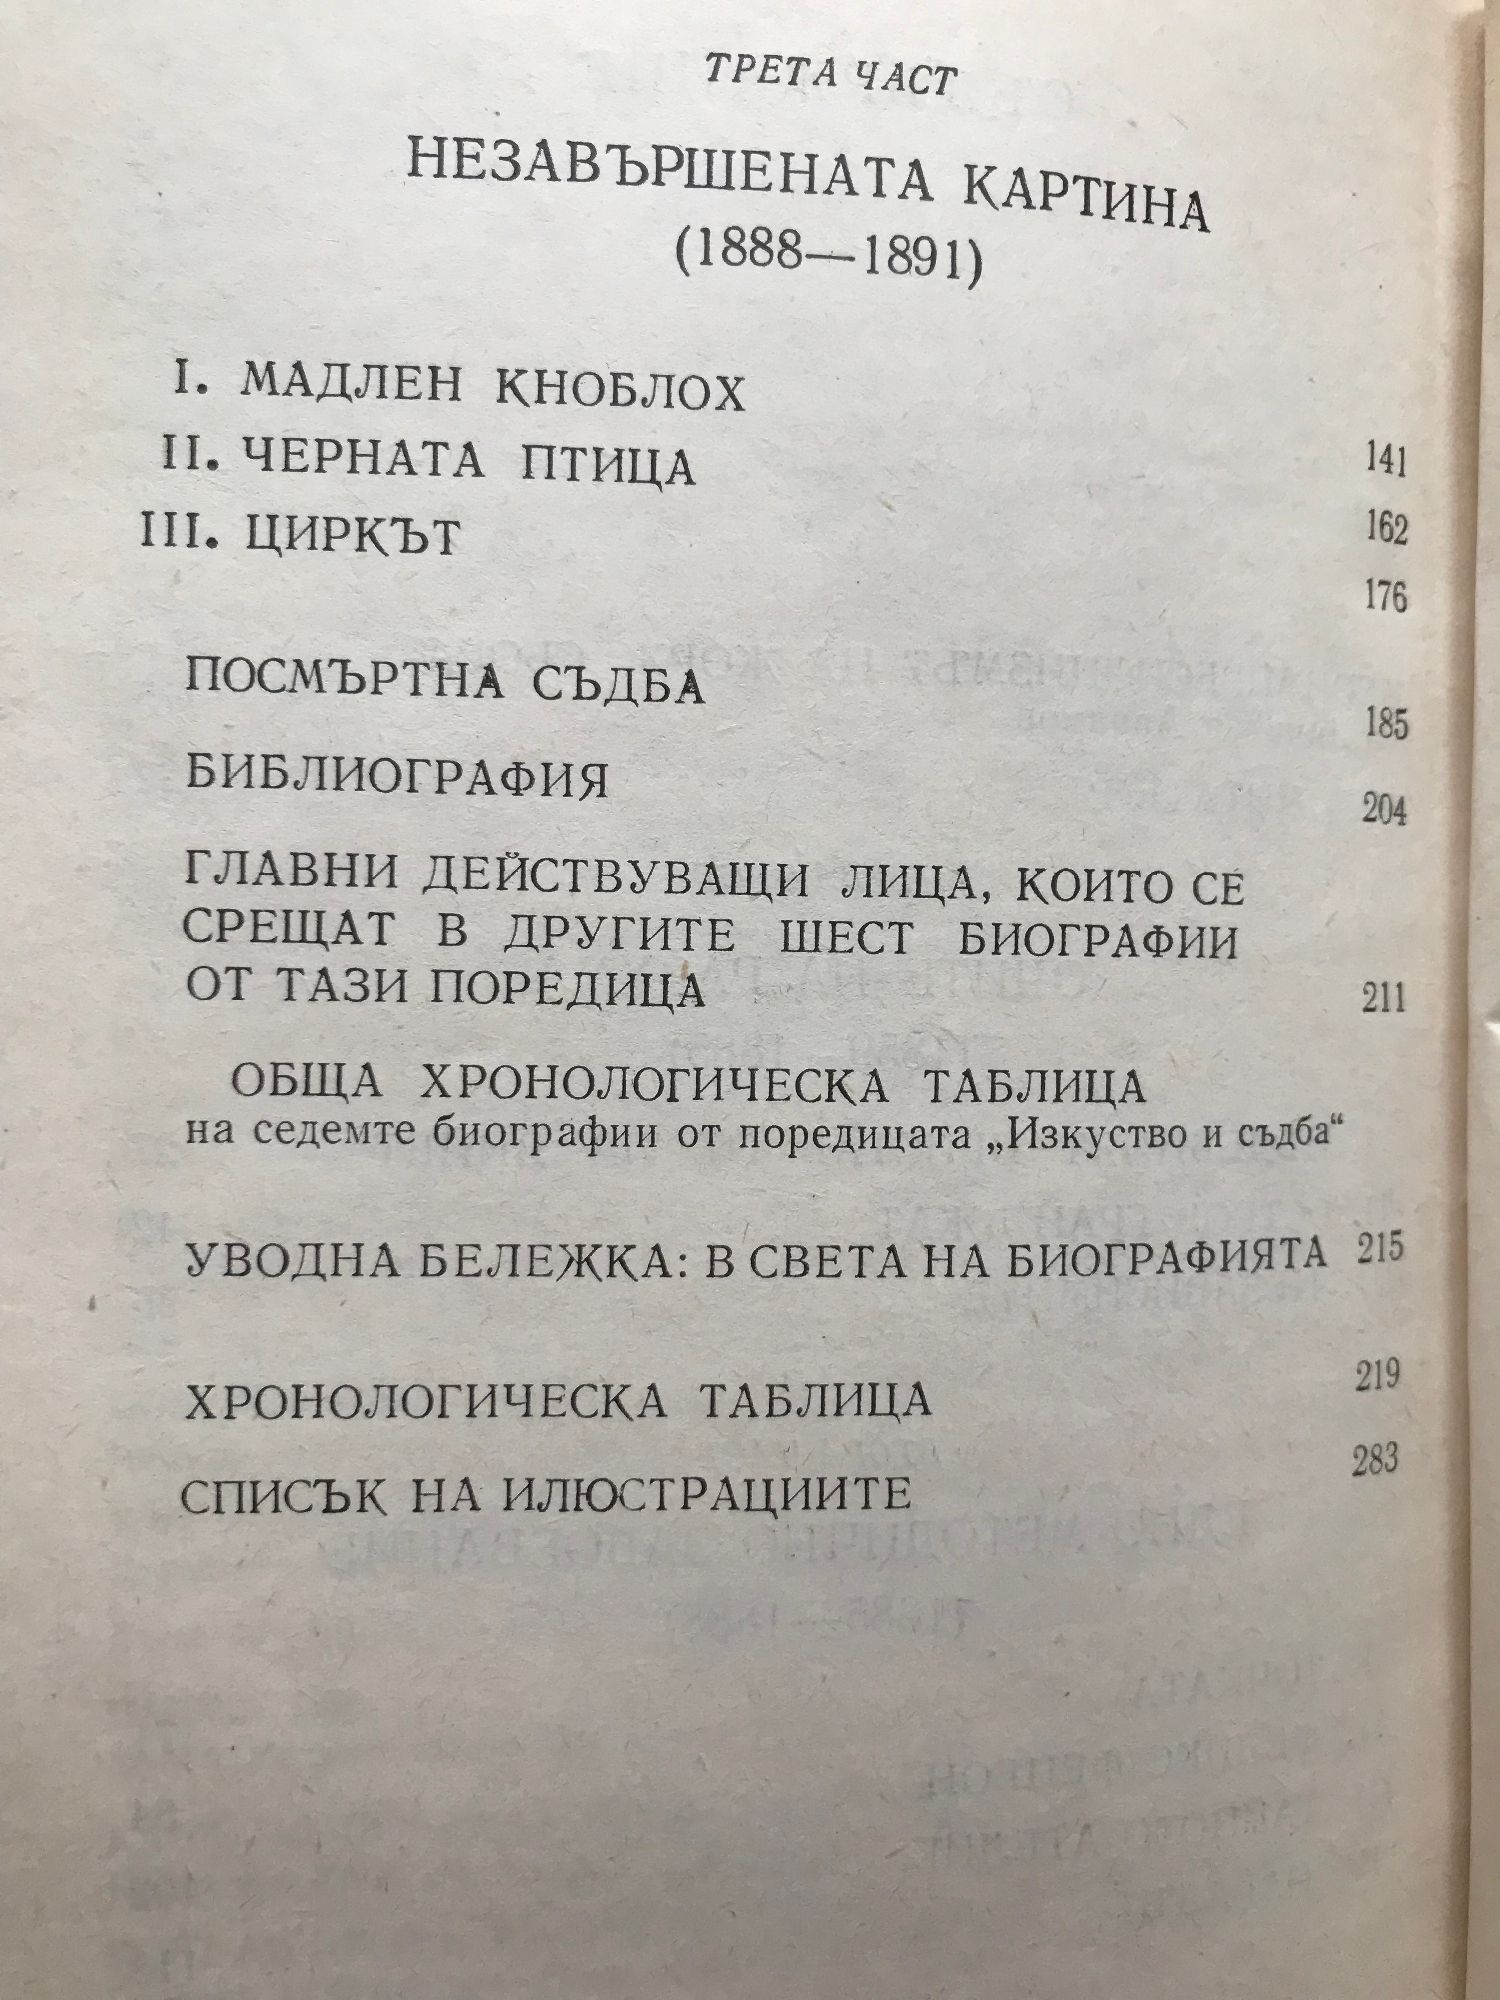 ТРЕТА ЧАСТ
НЕЗАВЪРШЕНАТА КАРТИНА
(1888—1891)
I. МАДЛЕН КНОБЛОХ 141
II. ЧЕРНАТА ПТИЦА 162
III. ЦИРКЪТ 176
ПОСМЪРТНА СЪДБА 185
БИБЛИОГРАФИЯ 204
ГЛАВНИ ДЕЙСТВУВАЩИ ЛИЦА, КОИТО СЕ
СРЕЩАТ В ДРУГИТЕ ШЕСТ БИОГРАФИИ
ОТ ТАЗИ ПОРЕДИЦА 211
ОБЩА ХРОНОЛОГИЧЕСКА ТАБЛИЦА
на седемте биографии от поредицата „Изкуство и съдба“
УВОДНА БЕЛЕЖКА: В СВЕТА НА БИОГРАФИЯТА 215
ХРОНОЛОГИЧЕСКА ТАБЛИЦА 219
СПИСЪК НА ИЛЮСТРАЦИИТЕ 283